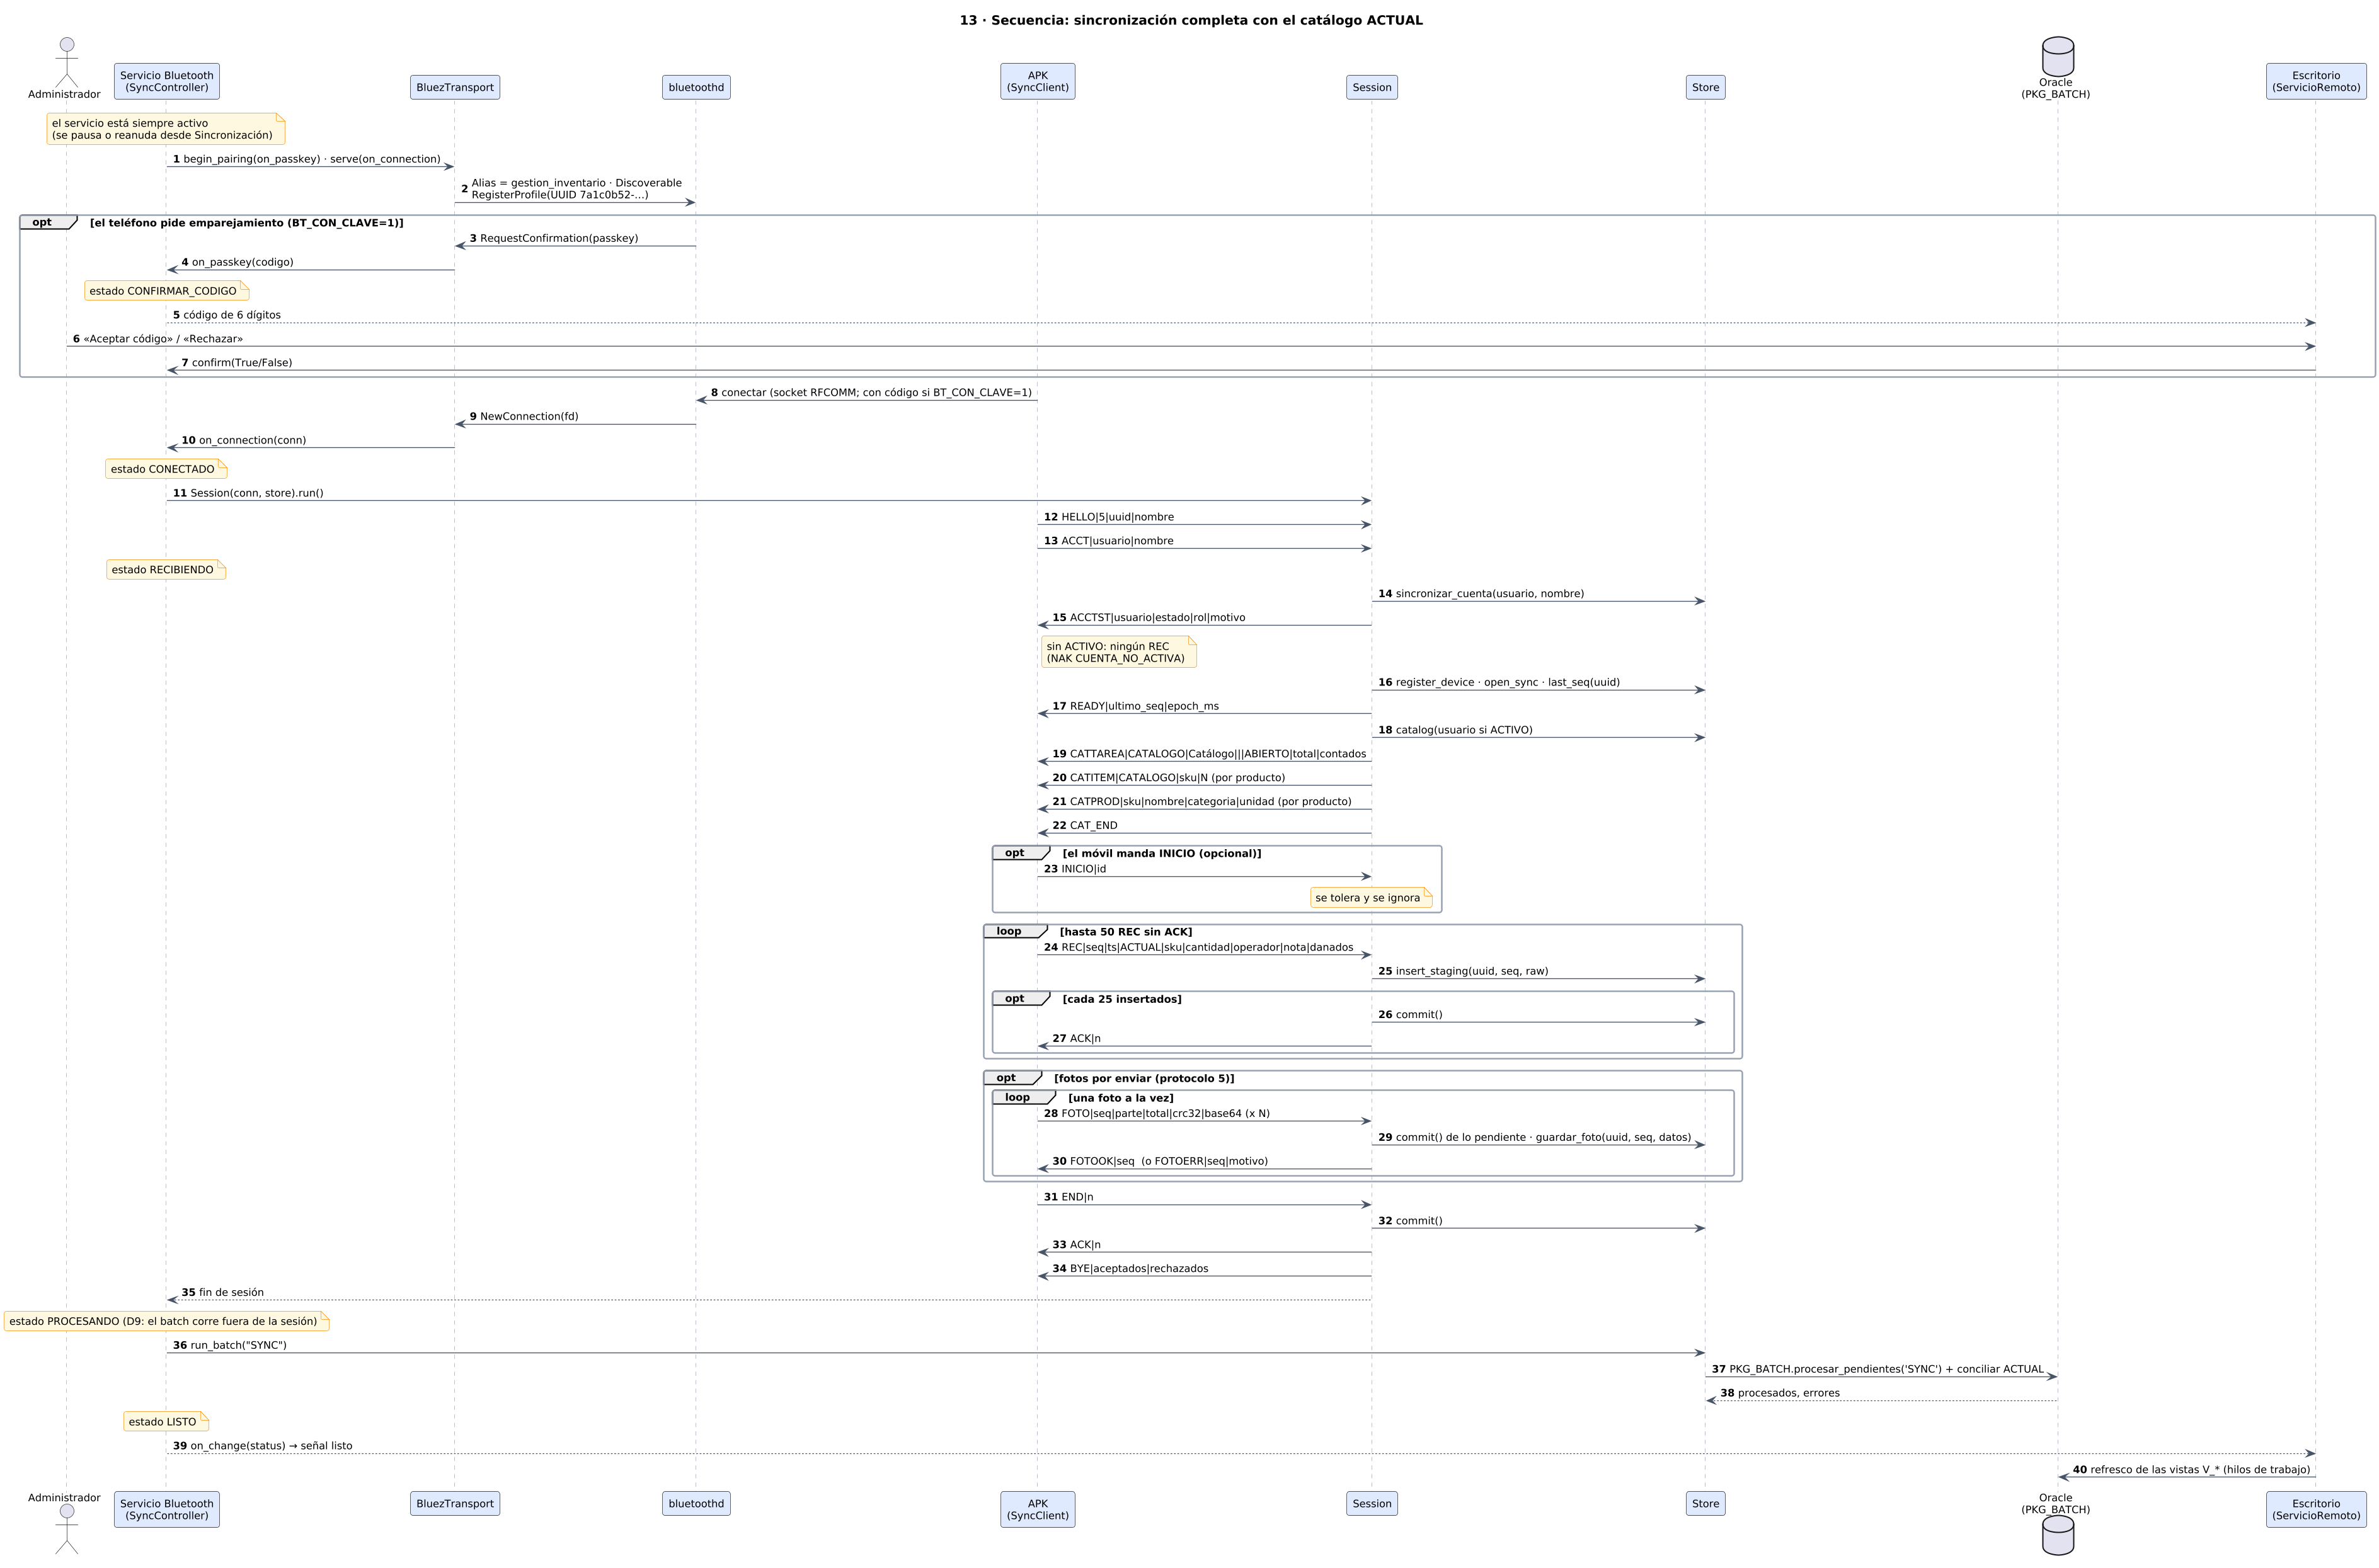 13 · Secuencia: sincronización completa con el catálogo ACTUAL
Administrador
Servicio Bluetooth
(SyncController)
BluezTransport
bluetoothd
APK
(SyncClient)
Session
Store
Oracle
(PKG_BATCH)
Escritorio
(ServicioRemoto)
el servicio está siempre activo
(se pausa o reanuda desde Sincronización)
1 begin_pairing(on_passkey) · serve(on_connection)
2 Alias = gestion_inventario · Discoverable
RegisterProfile(UUID 7a1c0b52-...)
opt [el teléfono pide emparejamiento (BT_CON_CLAVE=1)]
3 RequestConfirmation(passkey)
4 on_passkey(codigo)
estado CONFIRMAR_CODIGO
5 código de 6 dígitos
6 «Aceptar código» / «Rechazar»
7 confirm(True/False)
8 conectar (socket RFCOMM; con código si BT_CON_CLAVE=1)
9 NewConnection(fd)
10 on_connection(conn)
estado CONECTADO
11 Session(conn, store).run()
12 HELLO|5|uuid|nombre
13 ACCT|usuario|nombre
estado RECIBIENDO
14 sincronizar_cuenta(usuario, nombre)
15 ACCTST|usuario|estado|rol|motivo
sin ACTIVO: ningún REC
(NAK CUENTA_NO_ACTIVA)
16 register_device · open_sync · last_seq(uuid)
17 READY|ultimo_seq|epoch_ms
18 catalog(usuario si ACTIVO)
19 CATTAREA|CATALOGO|Catálogo|||ABIERTO|total|contados
20 CATITEM|CATALOGO|sku|N (por producto)
21 CATPROD|sku|nombre|categoria|unidad (por producto)
22 CAT_END
opt [el móvil manda INICIO (opcional)]
23 INICIO|id
se tolera y se ignora
loop [hasta 50 REC sin ACK]
24 REC|seq|ts|ACTUAL|sku|cantidad|operador|nota|danados
25 insert_staging(uuid, seq, raw)
opt [cada 25 insertados]
26 commit()
27 ACK|n
opt [fotos por enviar (protocolo 5)]
loop [una foto a la vez]
28 FOTO|seq|parte|total|crc32|base64 (x N)
29 commit() de lo pendiente · guardar_foto(uuid, seq, datos)
30 FOTOOK|seq (o FOTOERR|seq|motivo)
31 END|n
32 commit()
33 ACK|n
34 BYE|aceptados|rechazados
35 fin de sesión
estado PROCESANDO (D9: el batch corre fuera de la sesión)
36 run_batch("SYNC")
37 PKG_BATCH.procesar_pendientes('SYNC') + conciliar ACTUAL
38 procesados, errores
estado LISTO
39 on_change(status) → señal listo
40 refresco de las vistas V_* (hilos de trabajo)
Administrador
Servicio Bluetooth
(SyncController)
BluezTransport
bluetoothd
APK
(SyncClient)
Session
Store
Oracle
(PKG_BATCH)
Escritorio
(ServicioRemoto)